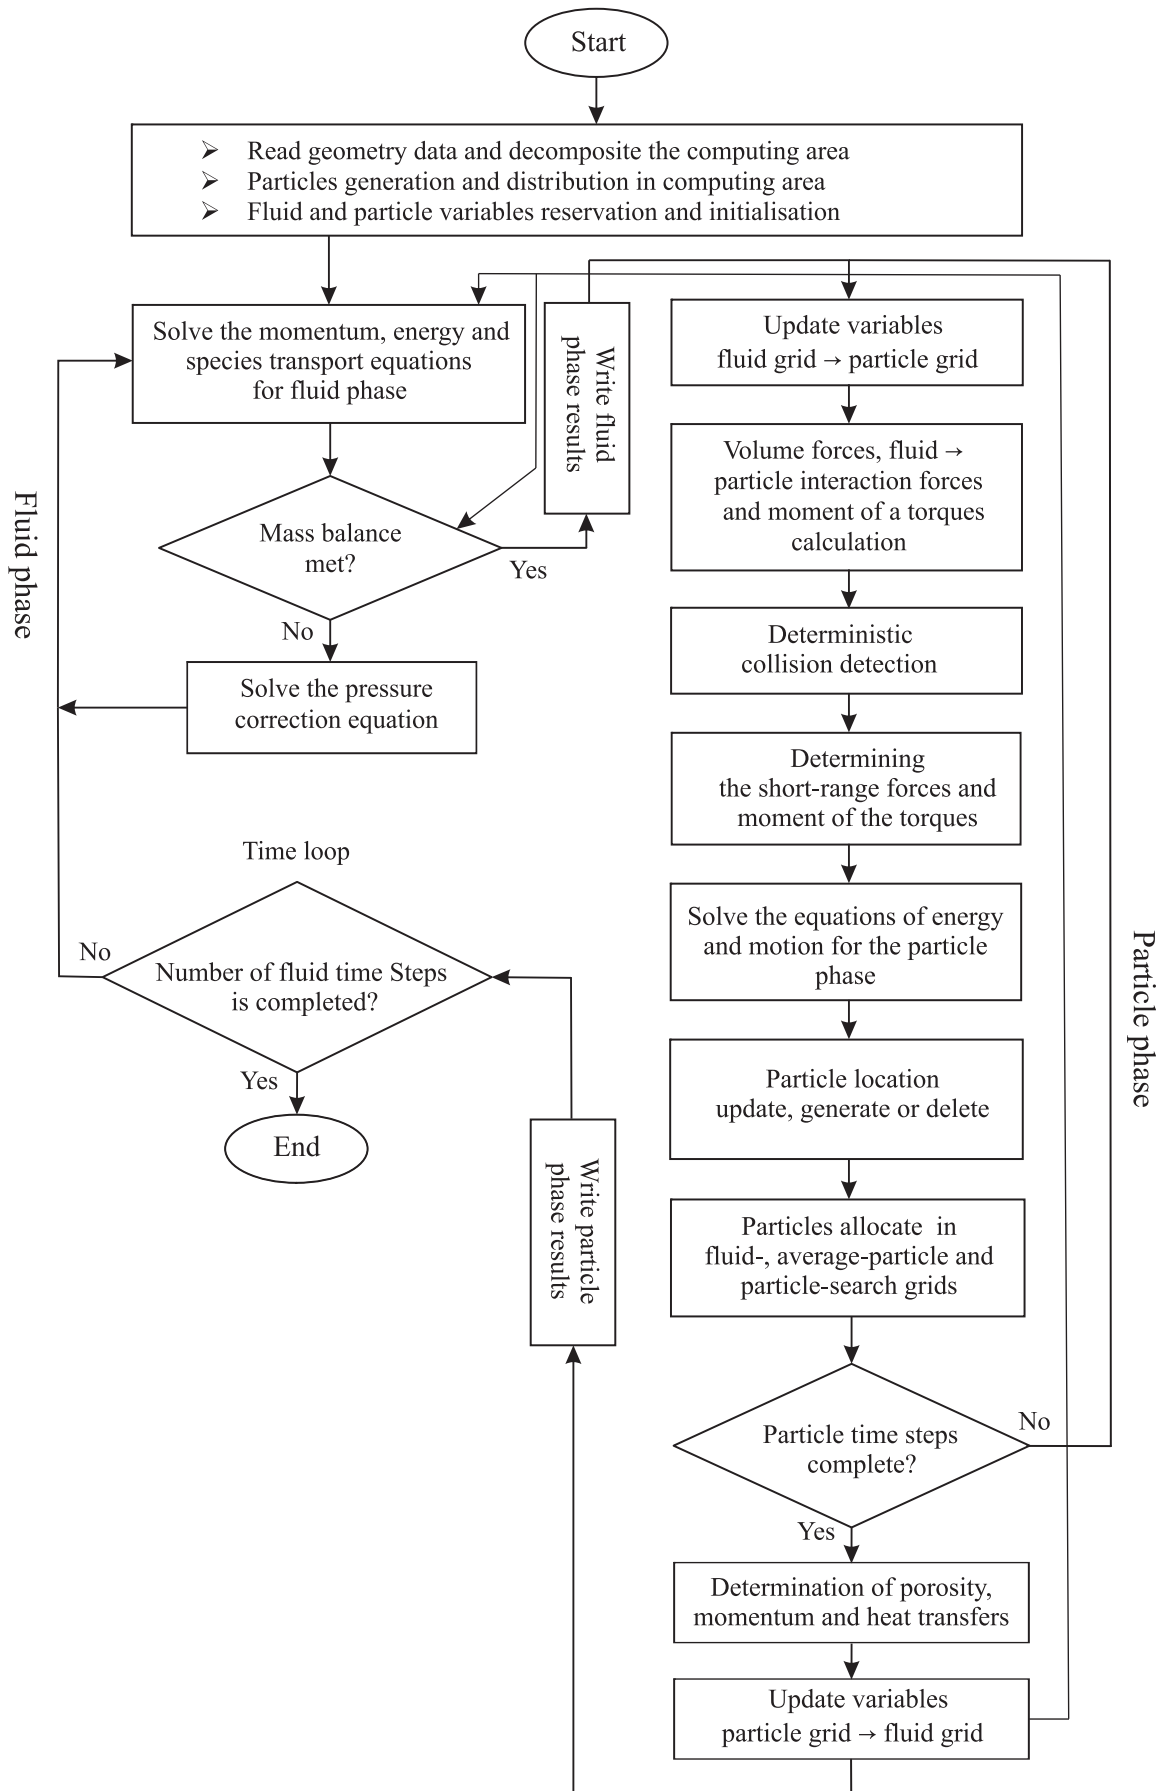 Start
➢ Read geometry data and decomposite the computing area
➢ Particles generation and distribution in computing area
➢ Fluid and particle variables reservation and initialisation
Solve the momentum, energy and
species transport equations
for fluid phase
Mass balance
met?
Yes
No
Solve the pressure
correction equation
Write fluid
phase results
Fluid phase
Time loop
Number of fluid time Steps
is completed?
No
Yes
End
Write particle
phase results
Update variables
fluid grid → particle grid
Volume forces, fluid →
particle interaction forces
and moment of a torques
calculation
Deterministic
collision detection
Determining
the short-range forces and
moment of the torques
Solve the equations of energy
and motion for the particle
phase
Particle location
update, generate or delete
Particles allocate in
fluid-, average-particle and
particle-search grids
Particle time steps
complete?
No
Yes
Determination of porosity,
momentum and heat transfers
Update variables
particle grid → fluid grid
Particle phase